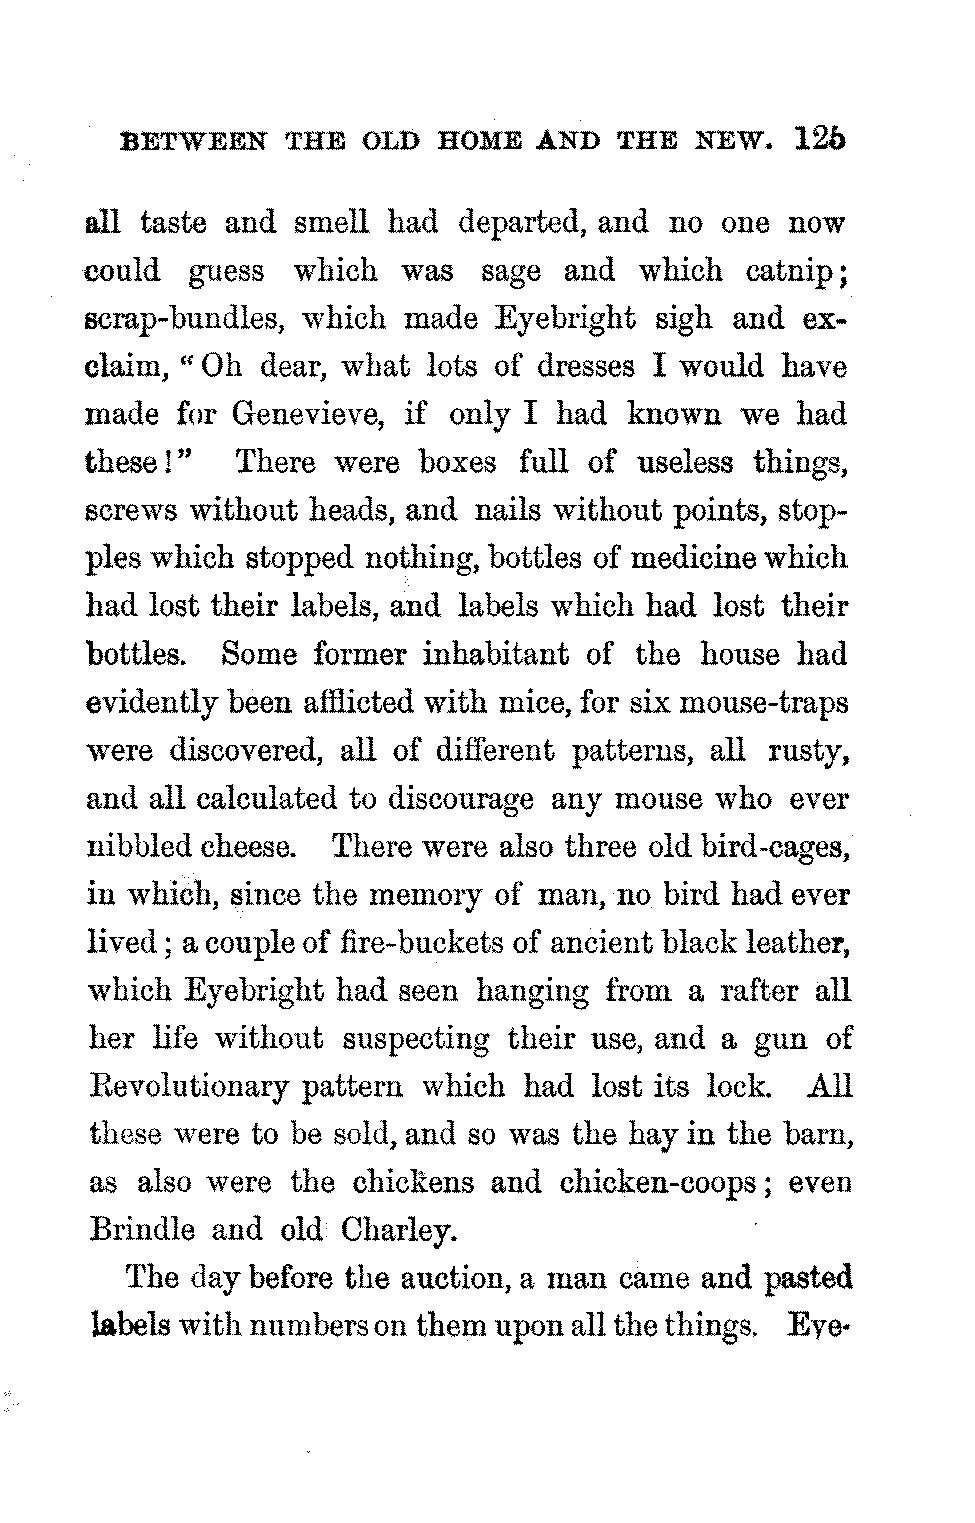 BETWEEN THE OLD HOME AND THE NEW. 125
all taste and smell had departed, and no one now
could guess which was sage and which catnip;
scrap-bundles, which made Eyebright sigh and ex-
claim, “Oh dear, what lots of dresses I would have
made for Genevieve, if only I had known we had
these!” There were boxes full of useless things,
screws without heads, and nails without points, stop-
ples which stopped nothing, bottles of medicine which
had lost their labels, and labels which had lost their
bottles. Some former inhabitant of the house had
evidently been afflicted with mice, for six mouse-traps
were discovered, all of different patterns, all rusty,
and all calculated to discourage any mouse who ever
nibbled cheese. There were also three old bird-cages,
in which, since the memory of man, no bird had ever
lived; a couple of fire-buckets of ancient black leather,
which Eyebright had seen hanging from a rafter all
her life without suspecting their use, and a gun of
Revolutionary pattern which had lost its lock. All
these were to be sold, and so was the hay in the barn,
as also were the chickens and chicken-coops; even
Brindle and old Charley.
The day before the auction, a man came and pasted
labels with numbers on them upon all the things. Eye-